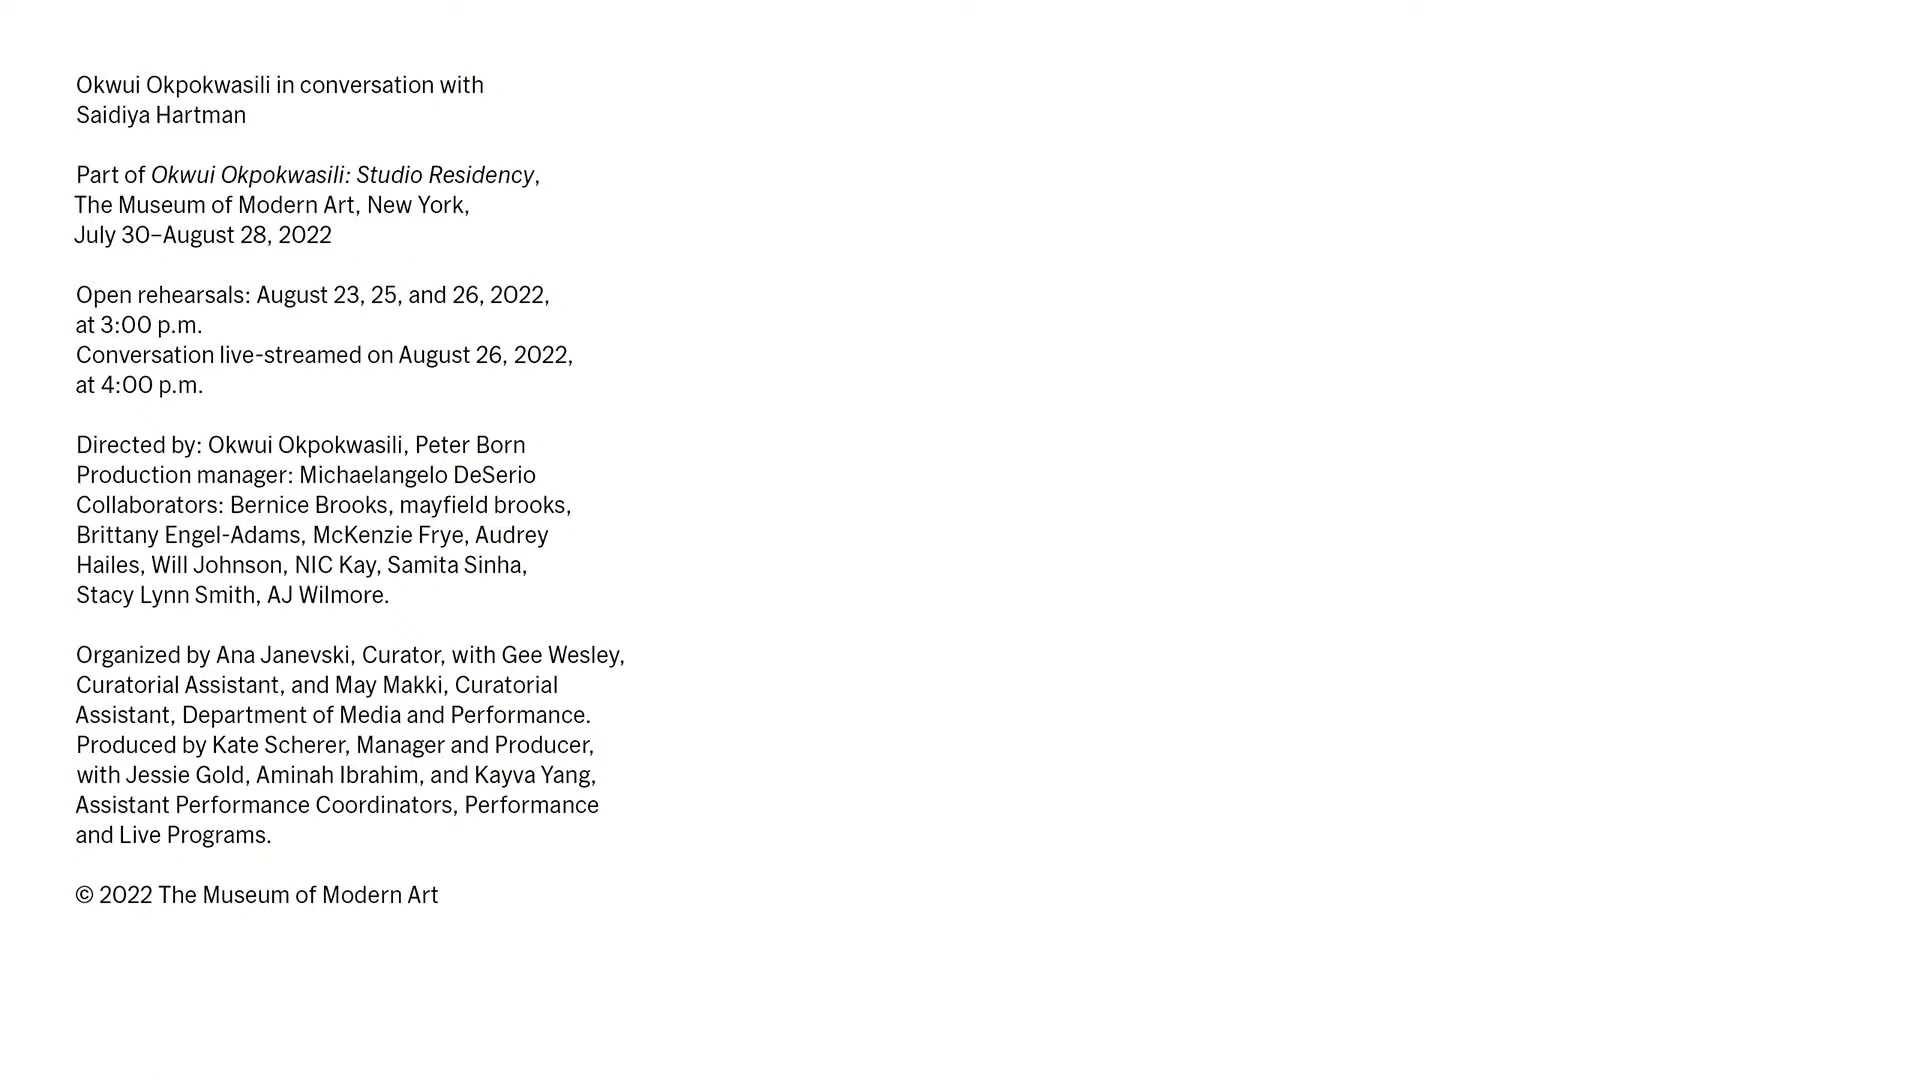 Okwui Okpokwasili in conversation with
Saidiya Hartman
Part of Okwui Okpokwasili: Studio Residency,
The Museum of Modern Art, New York,
July 30–August 28, 2022
Open rehearsals: August 23, 25, and 26, 2022,
at 3:00 p.m.
Conversation live-streamed on August 26, 2022,
at 4:00 p.m.
Directed by: Okwui Okpokwasili, Peter Born
Production manager: Michaelangelo DeSerio
Collaborators: Bernice Brooks, mayfield brooks,
Brittany Engel-Adams, McKenzie Frye, Audrey
Hailes, Will Johnson, NIC Kay, Samita Sinha,
Stacy Lynn Smith, AJ Wilmore.
Organized by Ana Janevski, Curator, with Gee Wesley,
Curatorial Assistant, and May Makki, Curatorial
Assistant, Department of Media and Performance.
Produced by Kate Scherer, Manager and Producer,
with Jessie Gold, Aminah Ibrahim, and Kayva Yang,
Assistant Performance Coordinators, Performance
and Live Programs.
© 2022 The Museum of Modern Art